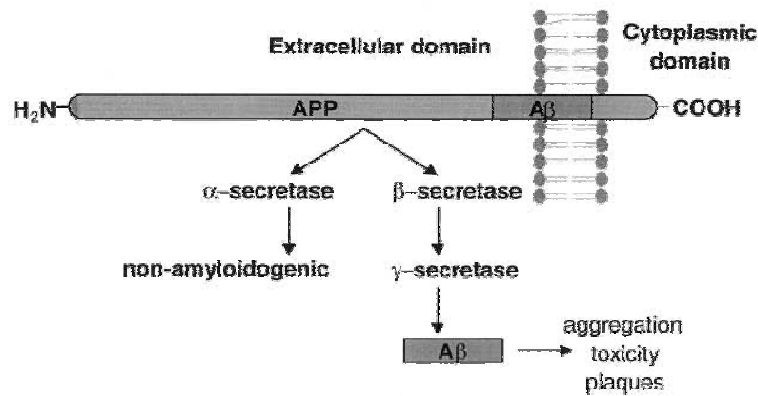 Extracellular domain
Cytoplasmic
domain
H₂N
APP
Aβ
COOH
α–secretase
β–secretase
non-amyloidogenic
γ–secretase
Aβ
aggregation
toxicity
plaques